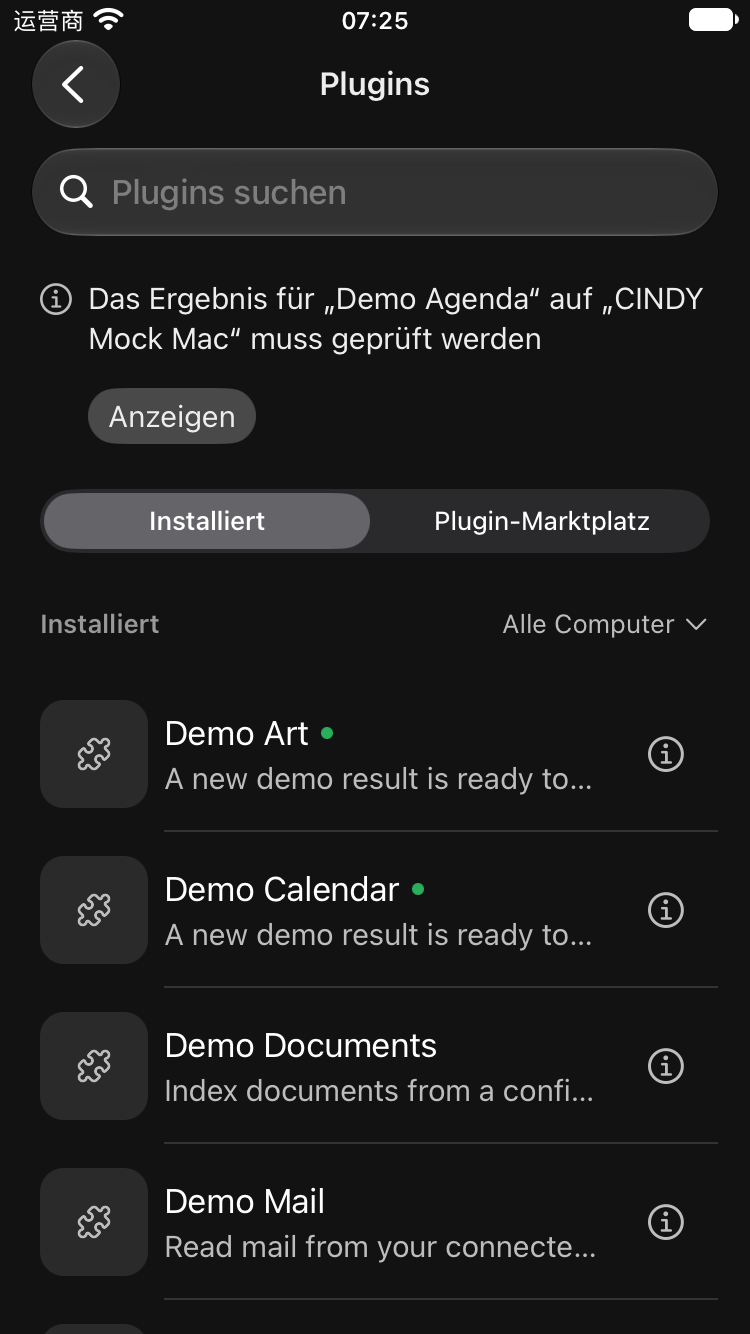 运营商
07:25
Plugins
Plugins suchen
Das Ergebnis für „Demo Agenda“ auf „CINDY
Mock Mac“ muss geprüft werden
Anzeigen
Installiert
Plugin-Marktplatz
Installiert
Alle Computer
Demo Art
A new demo result is ready to...
Demo Calendar
A new demo result is ready to...
Demo Documents
Index documents from a confi...
Demo Mail
Read mail from your connecte...